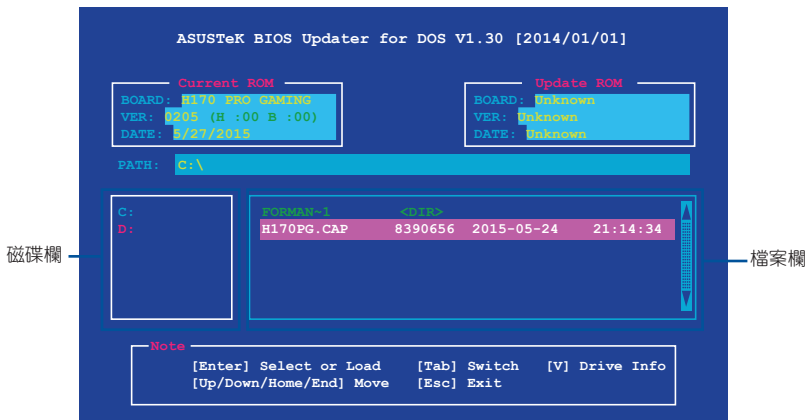 ASUSTeK BIOS Updater for DOS V1.30 [2014/01/01]
Current ROM
BOARD: H170 PRO GAMING
VER: 0205 (H :00 B :00)
DATE: 5/27/2015
Update ROM
BOARD: Unknown
VER: Unknown
DATE: Unknown
PATH: C:\
C:
D:
FORMAN~1 <DIR>
H170PG.CAP 8390656 2015-05-24 21:14:34
磁碟欄
檔案欄
Note
[Enter] Select or Load [Tab] Switch [V] Drive Info
[Up/Down/Home/End] Move [Esc] Exit